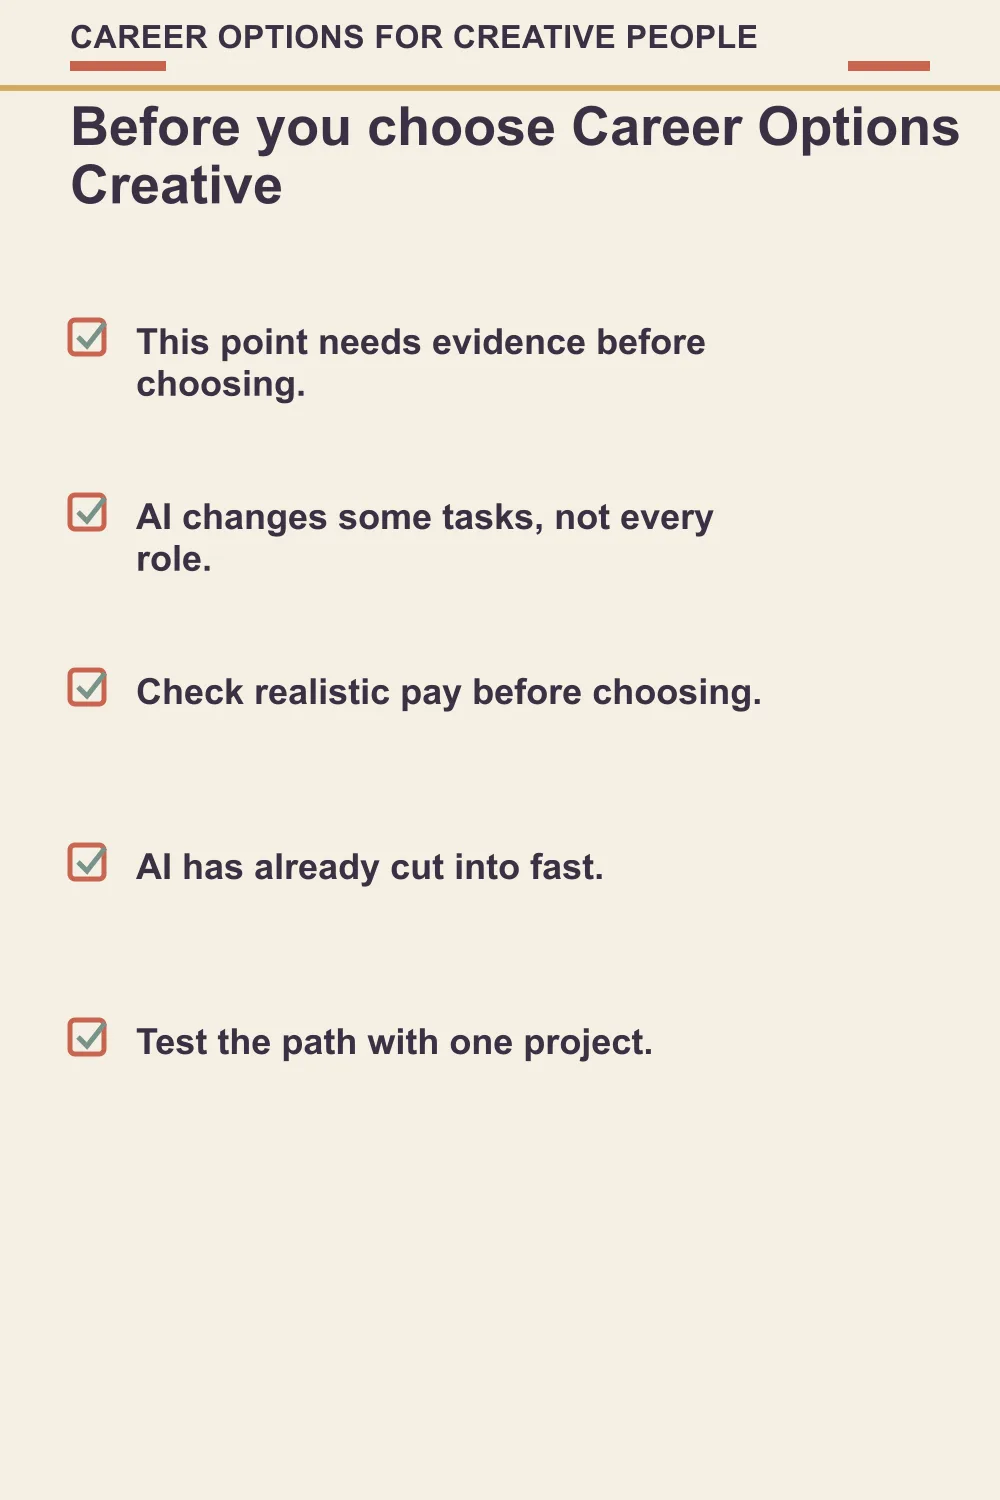 CAREER OPTIONS FOR CREATIVE PEOPLE
Before you choose Career Options
Creative
This point needs evidence before
choosing.
AI changes some tasks, not every
role.
Check realistic pay before choosing.
AI has already cut into fast.
Test the path with one project.